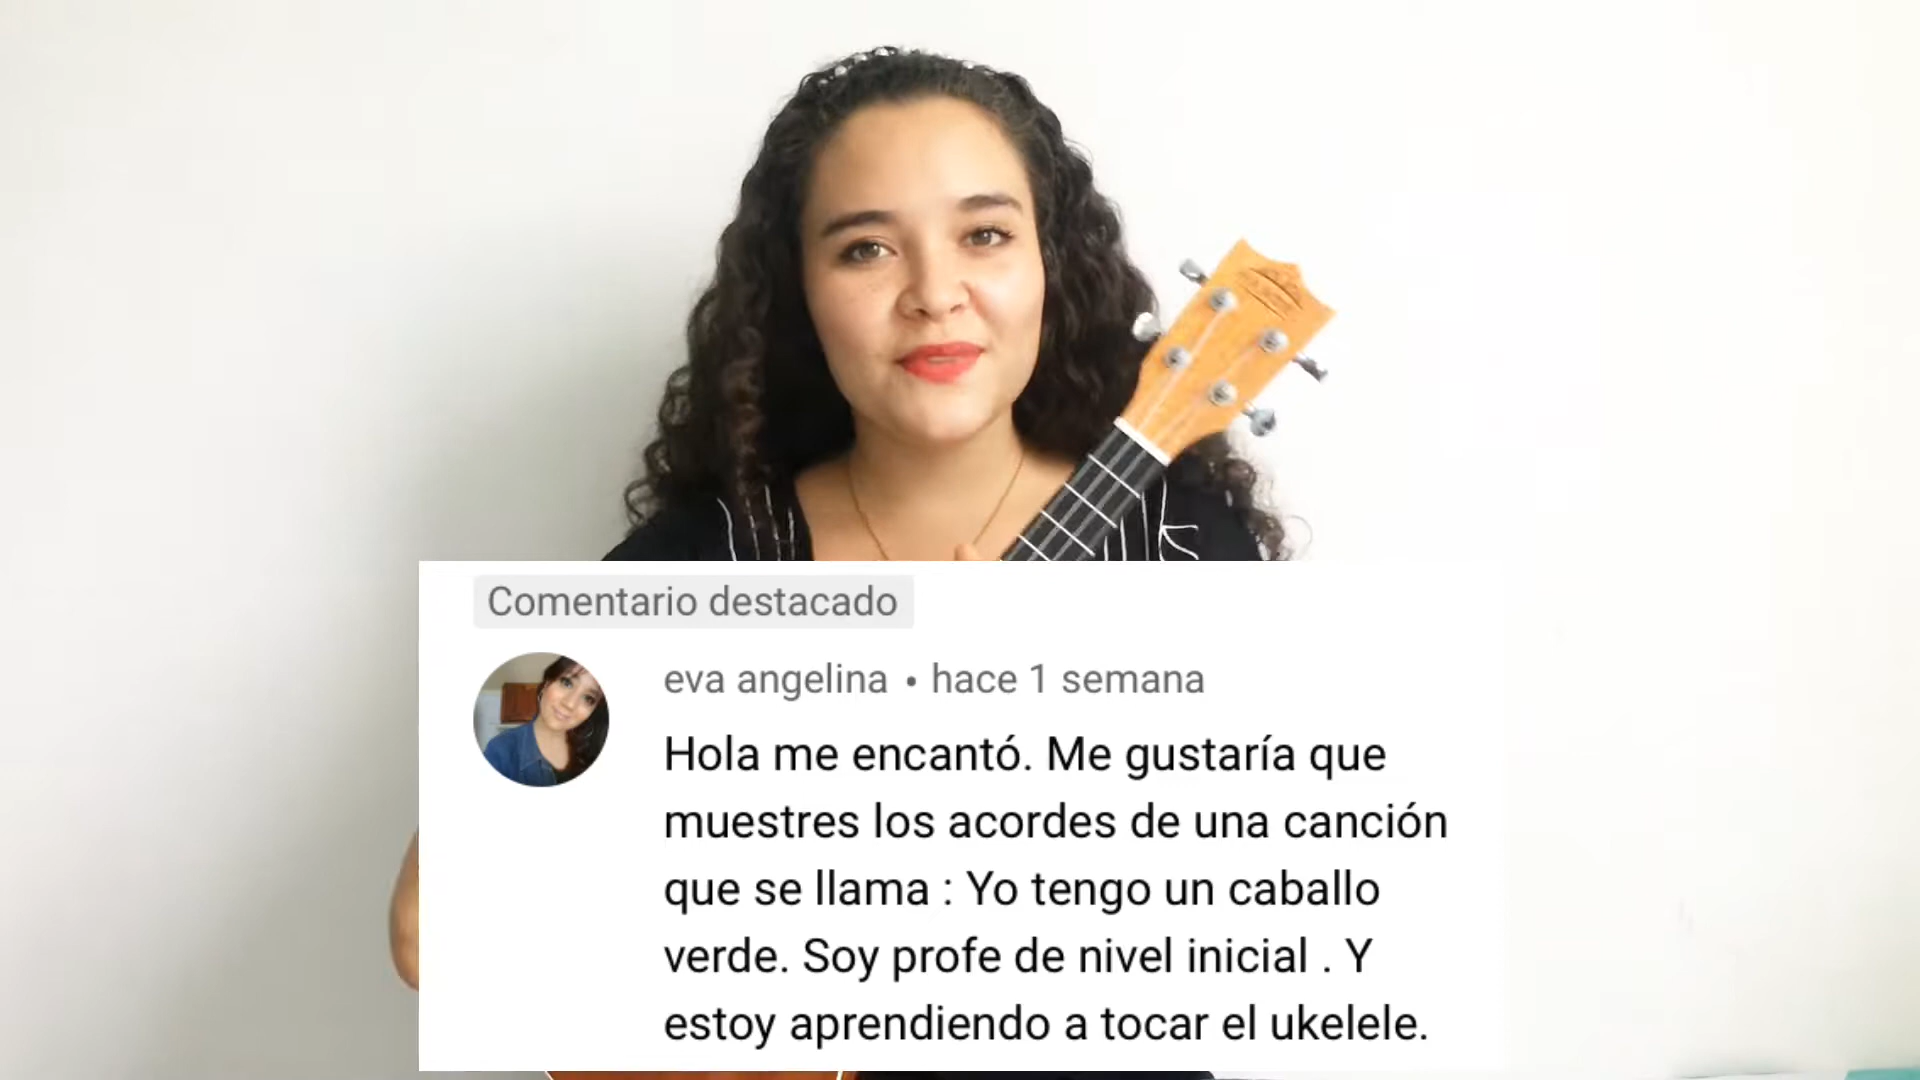 Comentario destacado
eva angelina • hace 1 semana
Hola me encantó. Me gustaría que
muestres los acordes de una canción
que se llama : Yo tengo un caballo
verde. Soy profe de nivel inicial . Y
estoy aprendiendo a tocar el ukelele.